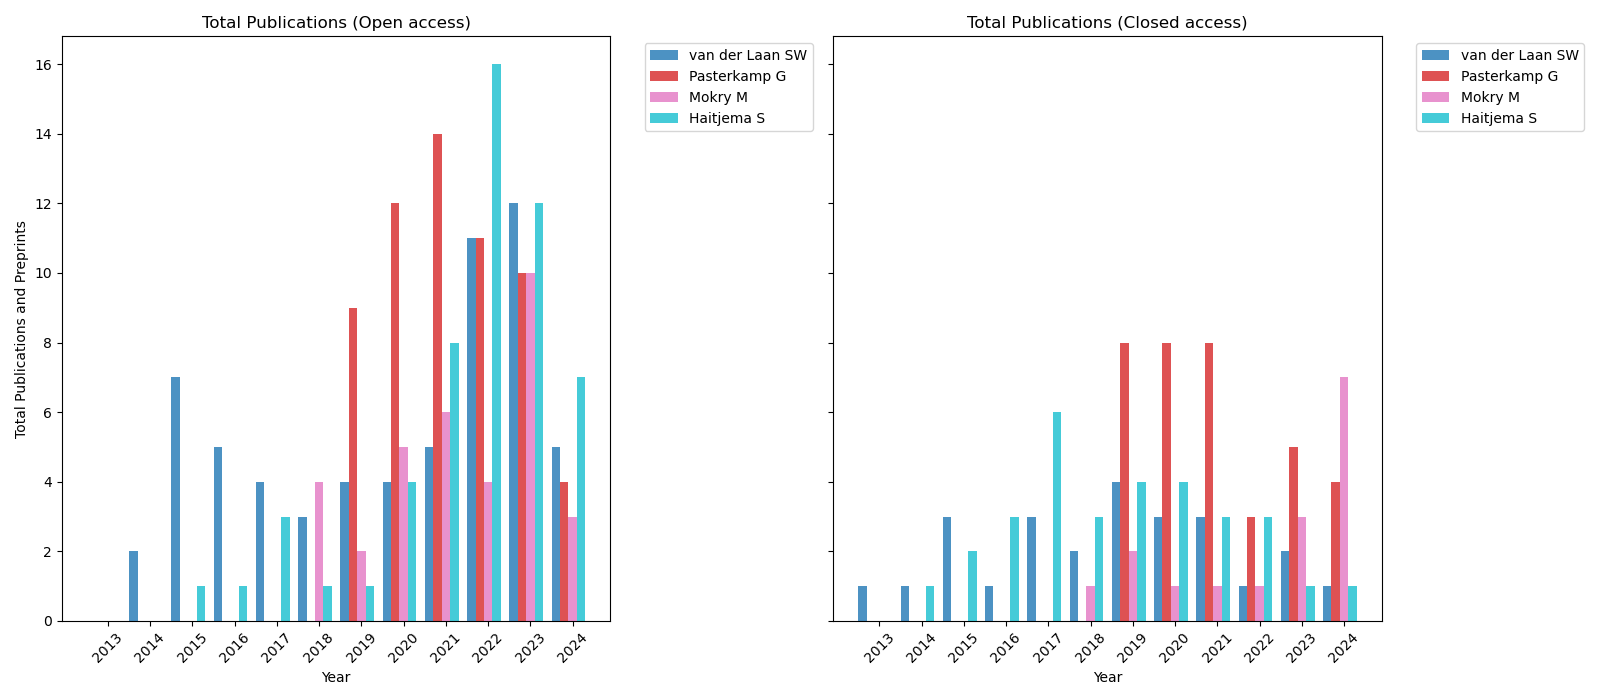 Total Publications (Open access)
Total Publications and Preprints
16
14
12
10
8
6
4
2
0
2013
2014
2015
2016
2017
2018
2019
2020
2021
2022
2023
2024
Year
van der Laan SW
Pasterkamp G
Mokry M
Haitjema S
Total Publications (Closed access)
2013
2014
2015
2016
2017
2018
2019
2020
2021
2022
2023
2024
Year
van der Laan SW
Pasterkamp G
Mokry M
Haitjema S